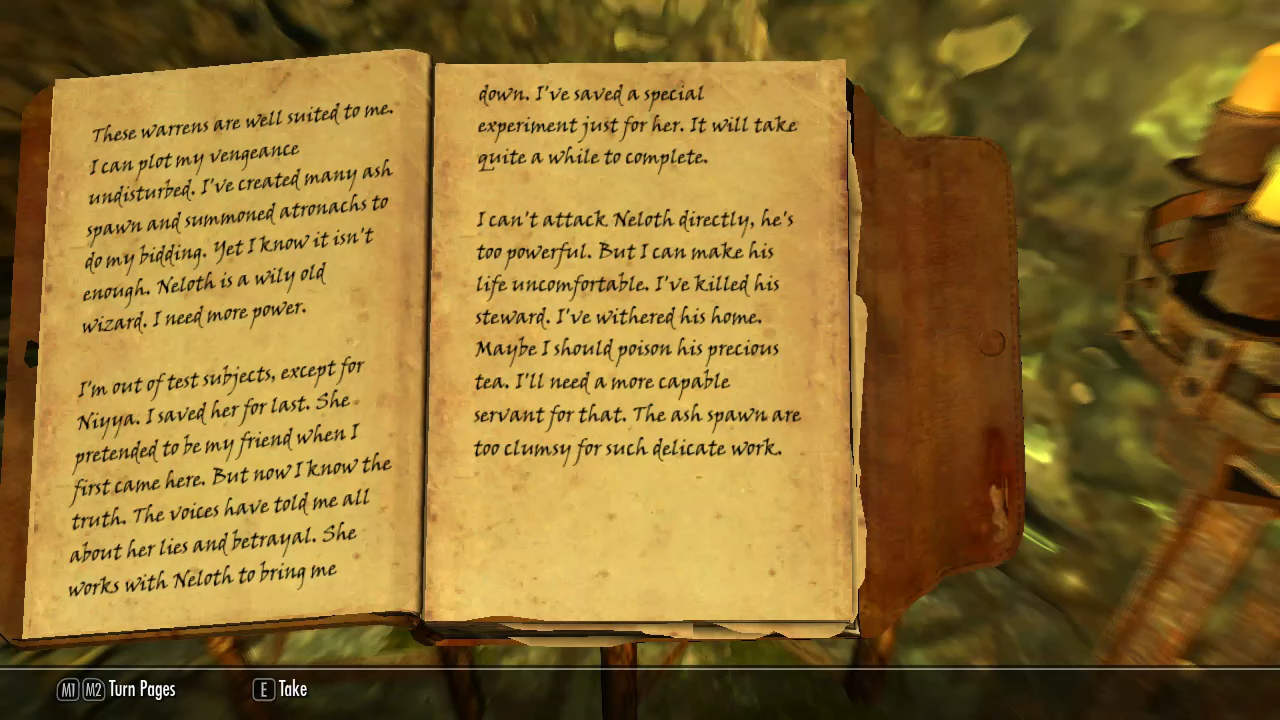 These warrens are well suited to me.
I can plot my vengeance
undisturbed. I've created many ash
spawn and summoned atronachs to
do my bidding. Yet I know it isn't
enough. Neloth is a wily old
wizard. I need more power.
I'm out of test subjects, except for
Niyya. I saved her for last. She
pretended to be my friend when I
first came here. But now I know the
truth. The voices have told me all
about her lies and betrayal. She
works with Neloth to bring me
down. I've saved a special
experiment just for her. It will take
quite a while to complete.
I can't attack Neloth directly, he's
too powerful. But I can make his
life uncomfortable. I've killed his
steward. I've withered his home.
Maybe I should poison his precious
tea. I'll need a more capable
servant for that. The ash spawn are
too clumsy for such delicate work.
M1 M2 Turn Pages E Take